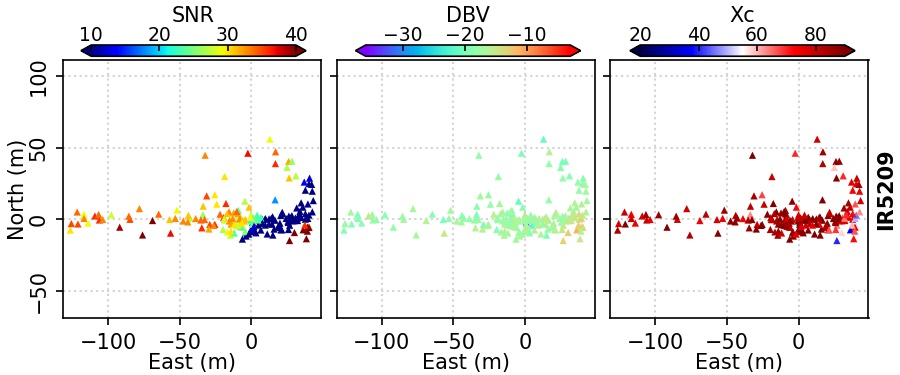 SNR DBV Xc
10 20 30 40 −30 −20 −10 20 40 60 80
100
50
0
−50
North (m)
−100 −50 0 −100 −50 0 −100 −50 0
East (m) East (m) East (m)
IR5209